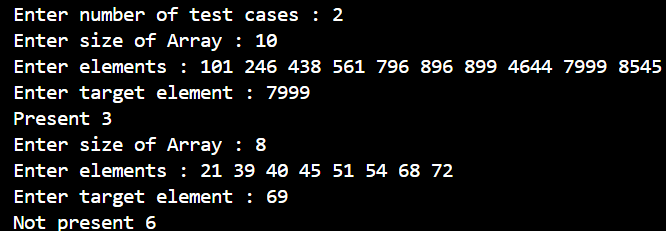 Enter number of test cases : 2
Enter size of Array : 10
Enter elements : 101 246 438 561 796 896 899 4644 7999 8545
Enter target element : 7999
Present 3
Enter size of Array : 8
Enter elements : 21 39 40 45 51 54 68 72
Enter target element : 69
Not present 6